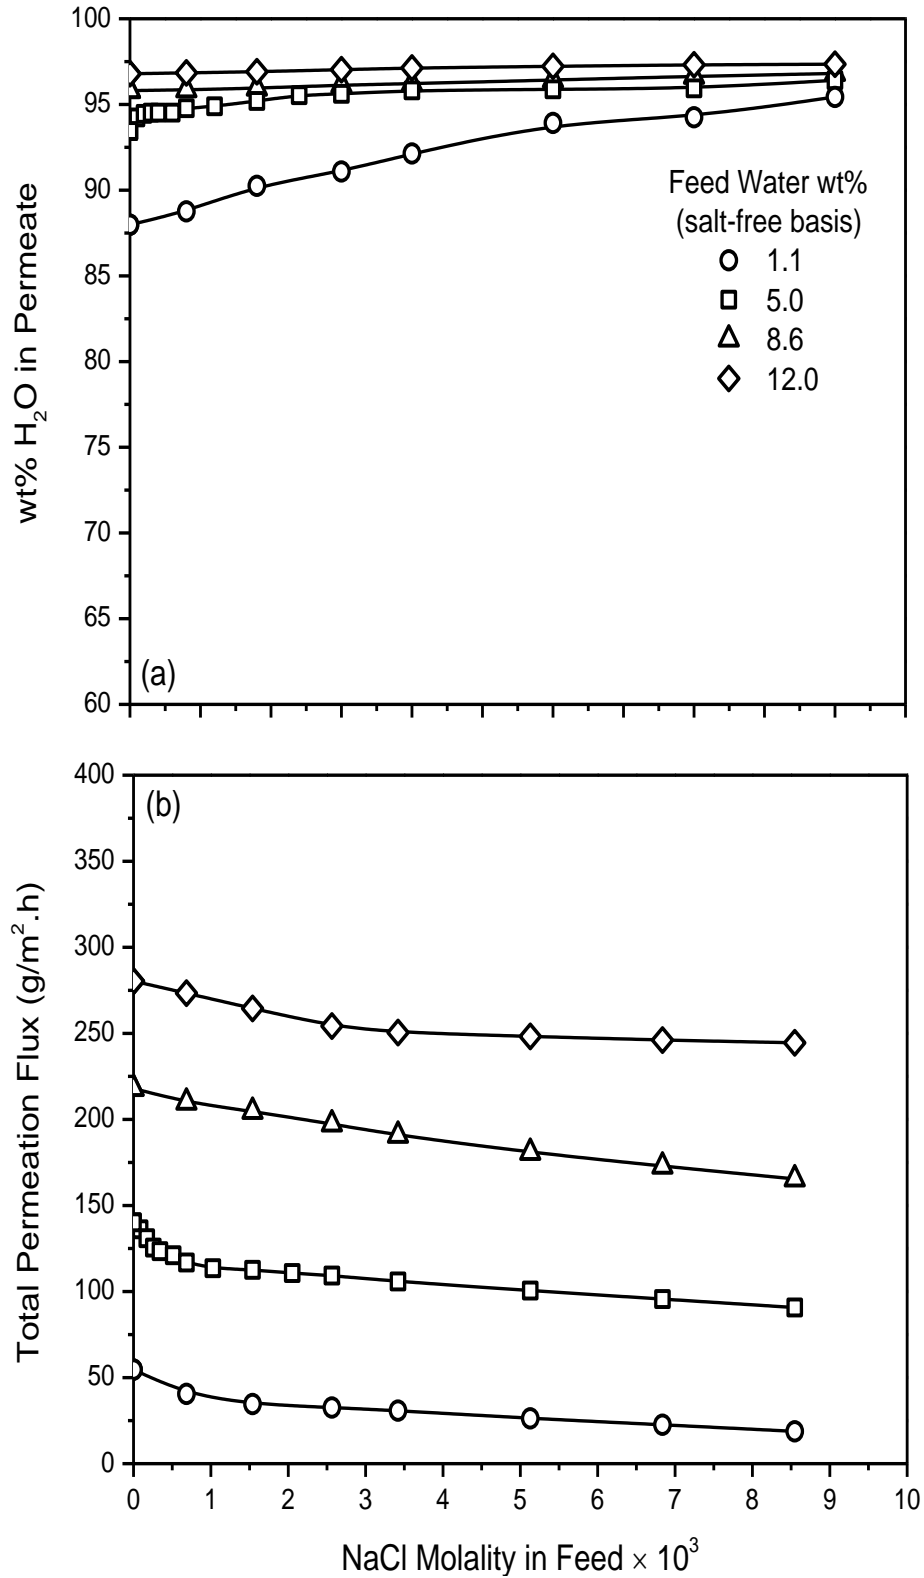 100
95
90
85
80
75
70
65
60
wt% H₂O in Permeate
Feed Water wt%
(salt-free basis)
1.1
5.0
8.6
12.0
(a)
400
350
300
250
200
150
100
50
0
Total Permeation Flux (g/m².h)
(b)
0 1 2 3 4 5 6 7 8 9 10
NaCl Molality in Feed × 10³